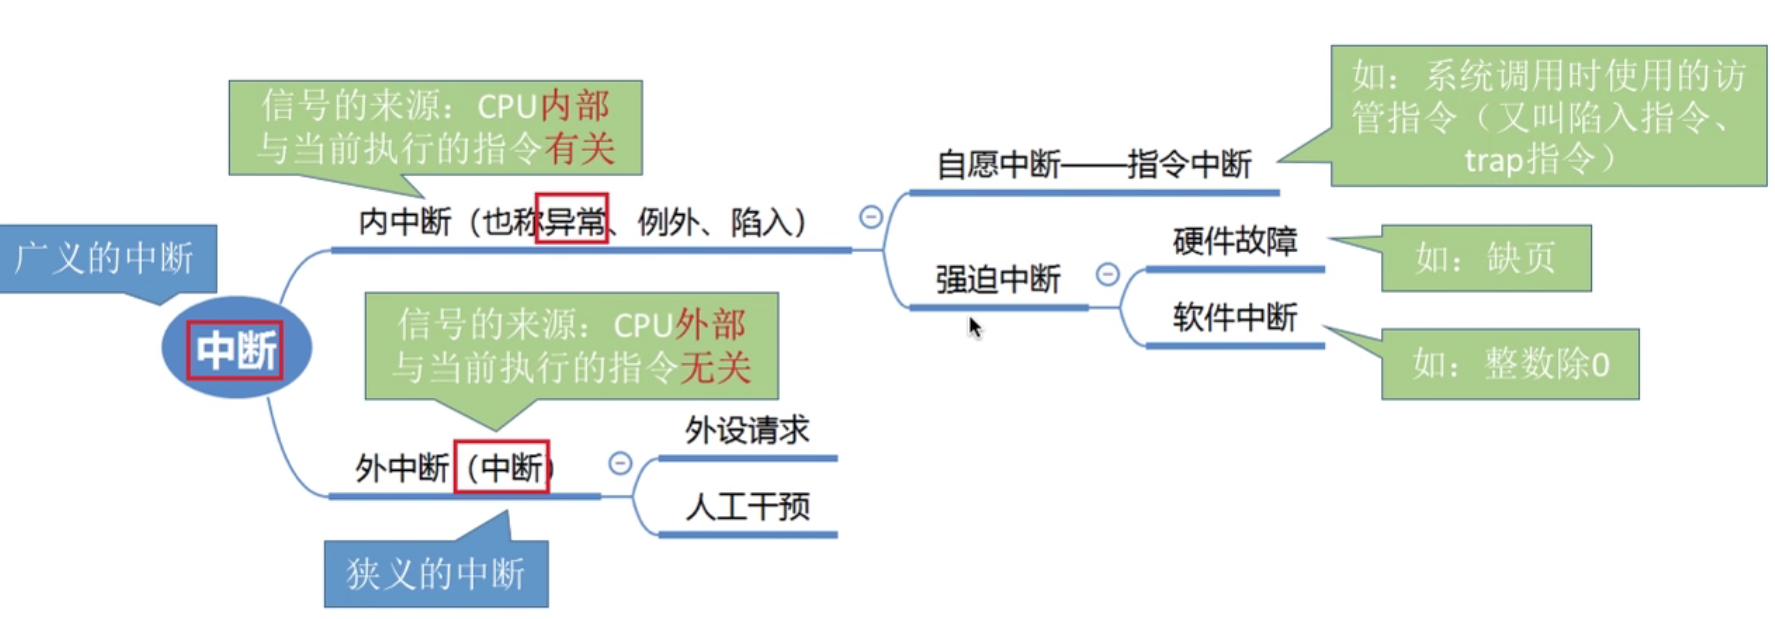 信号的来源：CPU内部
与当前执行的指令有关
如：系统调用时使用的访
管指令（又叫陷入指令、
trap指令）
自愿中断——指令中断
内中断（也称异常、例外、陷入）
广义的中断
硬件故障
如：缺页
强迫中断
软件中断
如：整数除0
中断
信号的来源：CPU外部
与当前执行的指令无关
外设请求
外中断（中断）
人工干预
狭义的中断